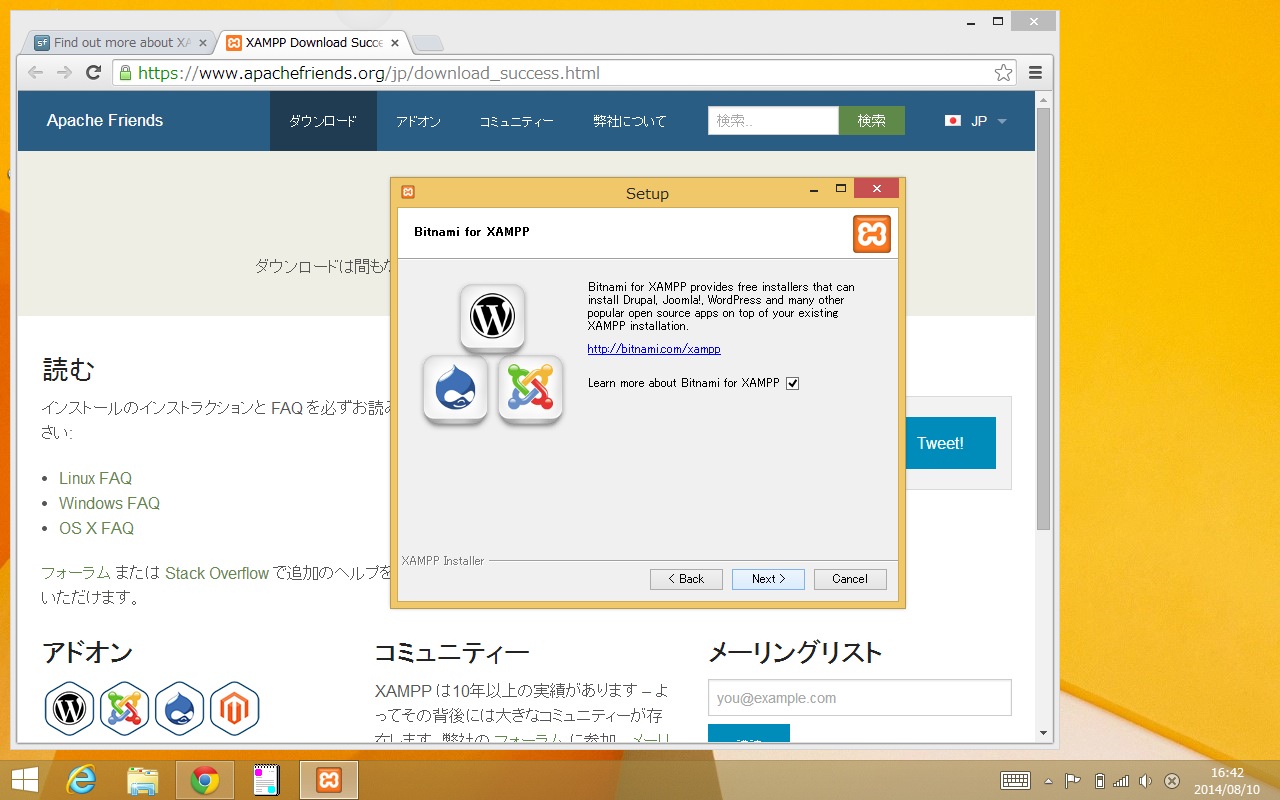 Find out more about XA
XAMPP Download Succe
https://www.apachefriends.org/jp/download_success.html
Apache Friends
ダウンロード
アドオン
コミュニティー
弊社について
検索..
検索
JP
ダウンロードは間も
Setup
Bitnami for XAMPP
Bitnami for XAMPP provides free installers that can
install Drupal, Joomla!, WordPress and many other
popular open source apps on top of your existing
XAMPP installation.
http://bitnami.com/xampp
Learn more about Bitnami for XAMPP
XAMPP Installer
< Back
Next >
Cancel
読む
インストールのインストラクションと FAQ を必ずお読み
さい:
Linux FAQ
Windows FAQ
OS X FAQ
フォーラム または Stack Overflow で追加のヘルプを
いただけます。
Tweet!
アドオン
コミュニティー
XAMPP は10年以上の実績があります – よ
ってその背後には大きなコミュニティーが存
在します。弊社の フォーラム に参加、メーリ
メーリングリスト
you@example.com
16:42
2014/08/10